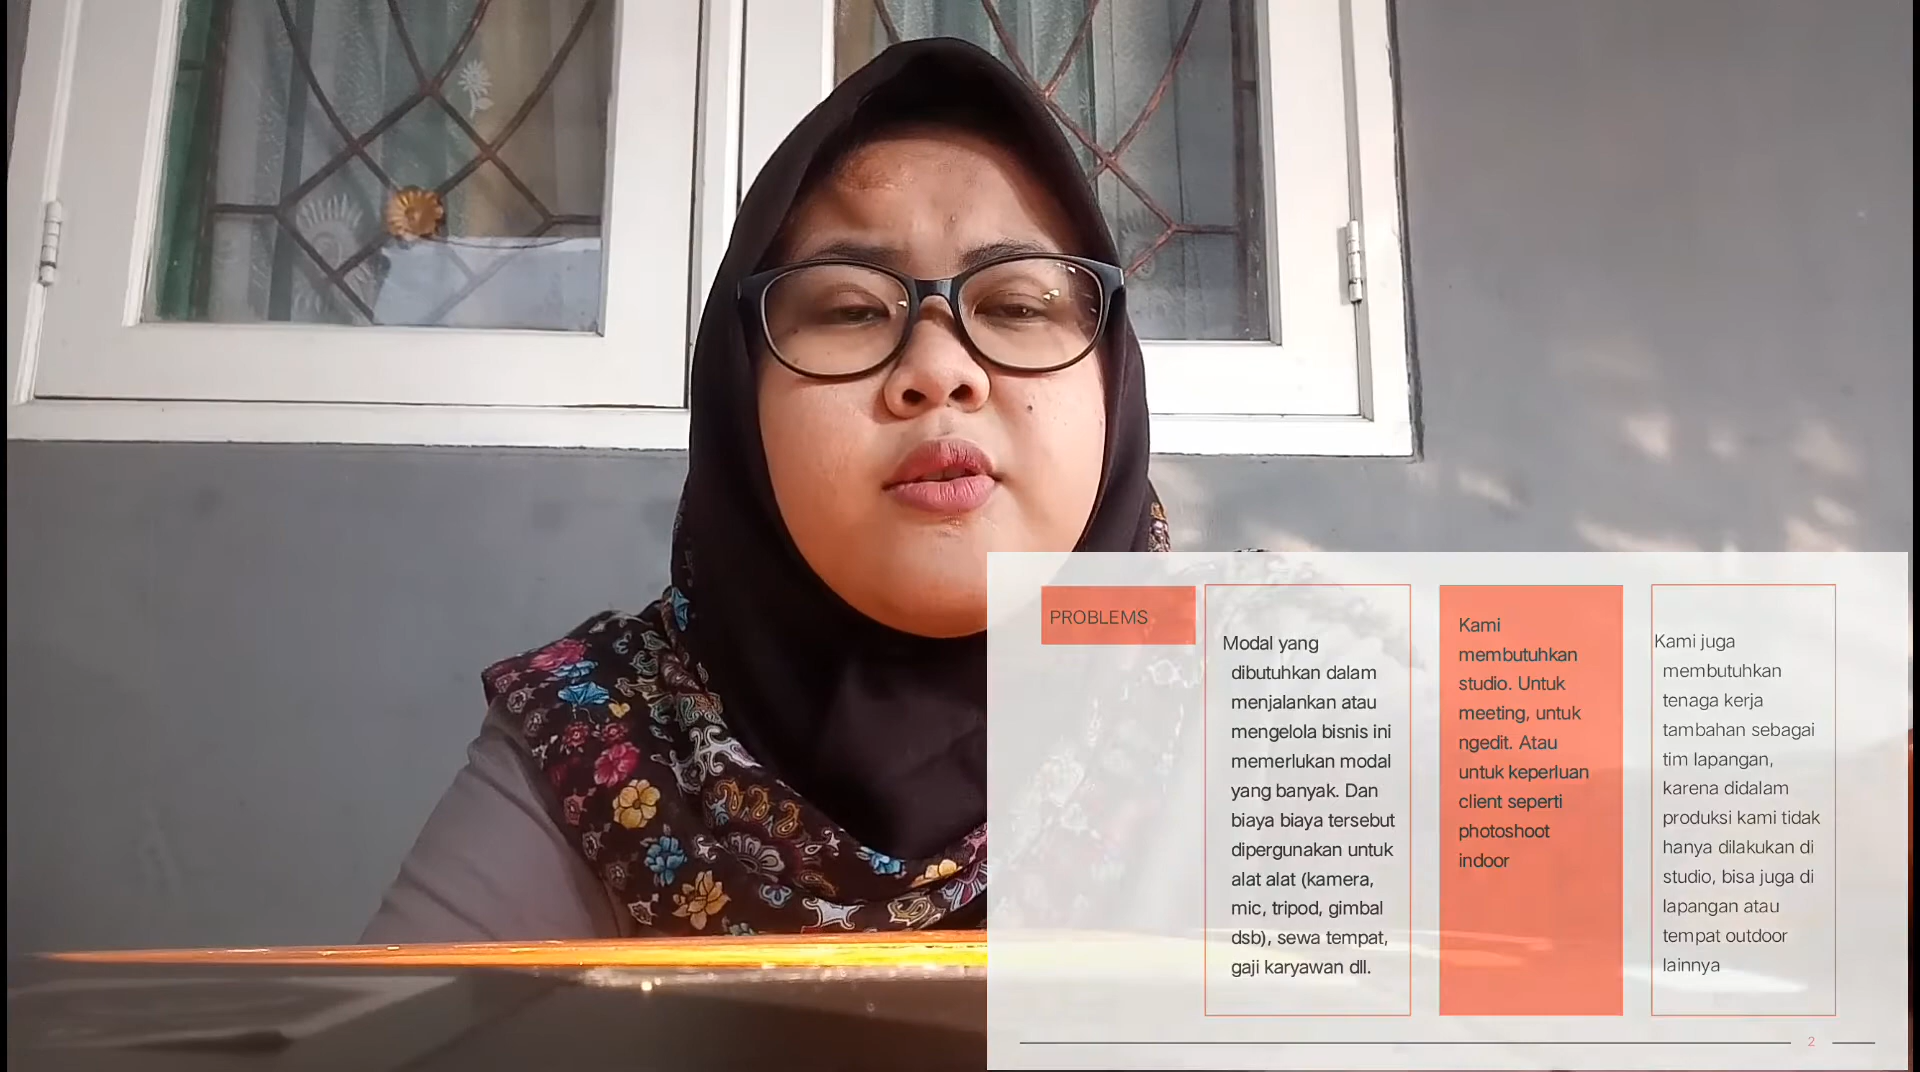 PROBLEMS
Modal yang
dibutuhkan dalam
menjalankan atau
mengelola bisnis ini
memerlukan modal
yang banyak. Dan
biaya biaya tersebut
dipergunakan untuk
alat alat (kamera,
mic, tripod, gimbal
dsb), sewa tempat,
gaji karyawan dll.
Kami
membutuhkan
studio. Untuk
meeting, untuk
ngedit. Atau
untuk keperluan
client seperti
photoshoot
indoor
Kami juga
membutuhkan
tenaga kerja
tambahan sebagai
tim lapangan,
karena didalam
produksi kami tidak
hanya dilakukan di
studio, bisa juga di
lapangan atau
tempat outdoor
lainnya
2